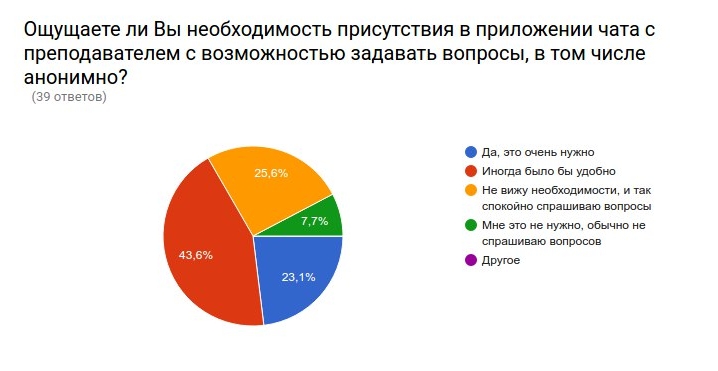 Ощущаете ли Вы необходимость присутствия в приложении чата с
преподавателем с возможностью задавать вопросы, в том числе
анонимно?
(39 ответов)
25,6%
7,7%
43,6%
23,1%
Да, это очень нужно
Иногда было бы удобно
Не вижу необходимости, и так
спокойно спрашиваю вопросы
Мне это не нужно, обычно не
спрашиваю вопросов
Другое